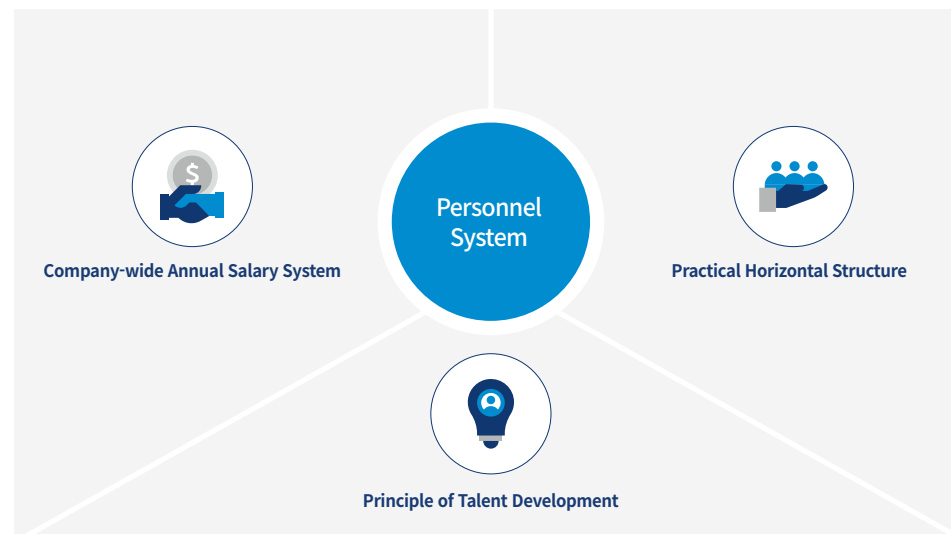 Personnel
System
$
Company-wide Annual Salary System
Practical Horizontal Structure
Principle of Talent Development